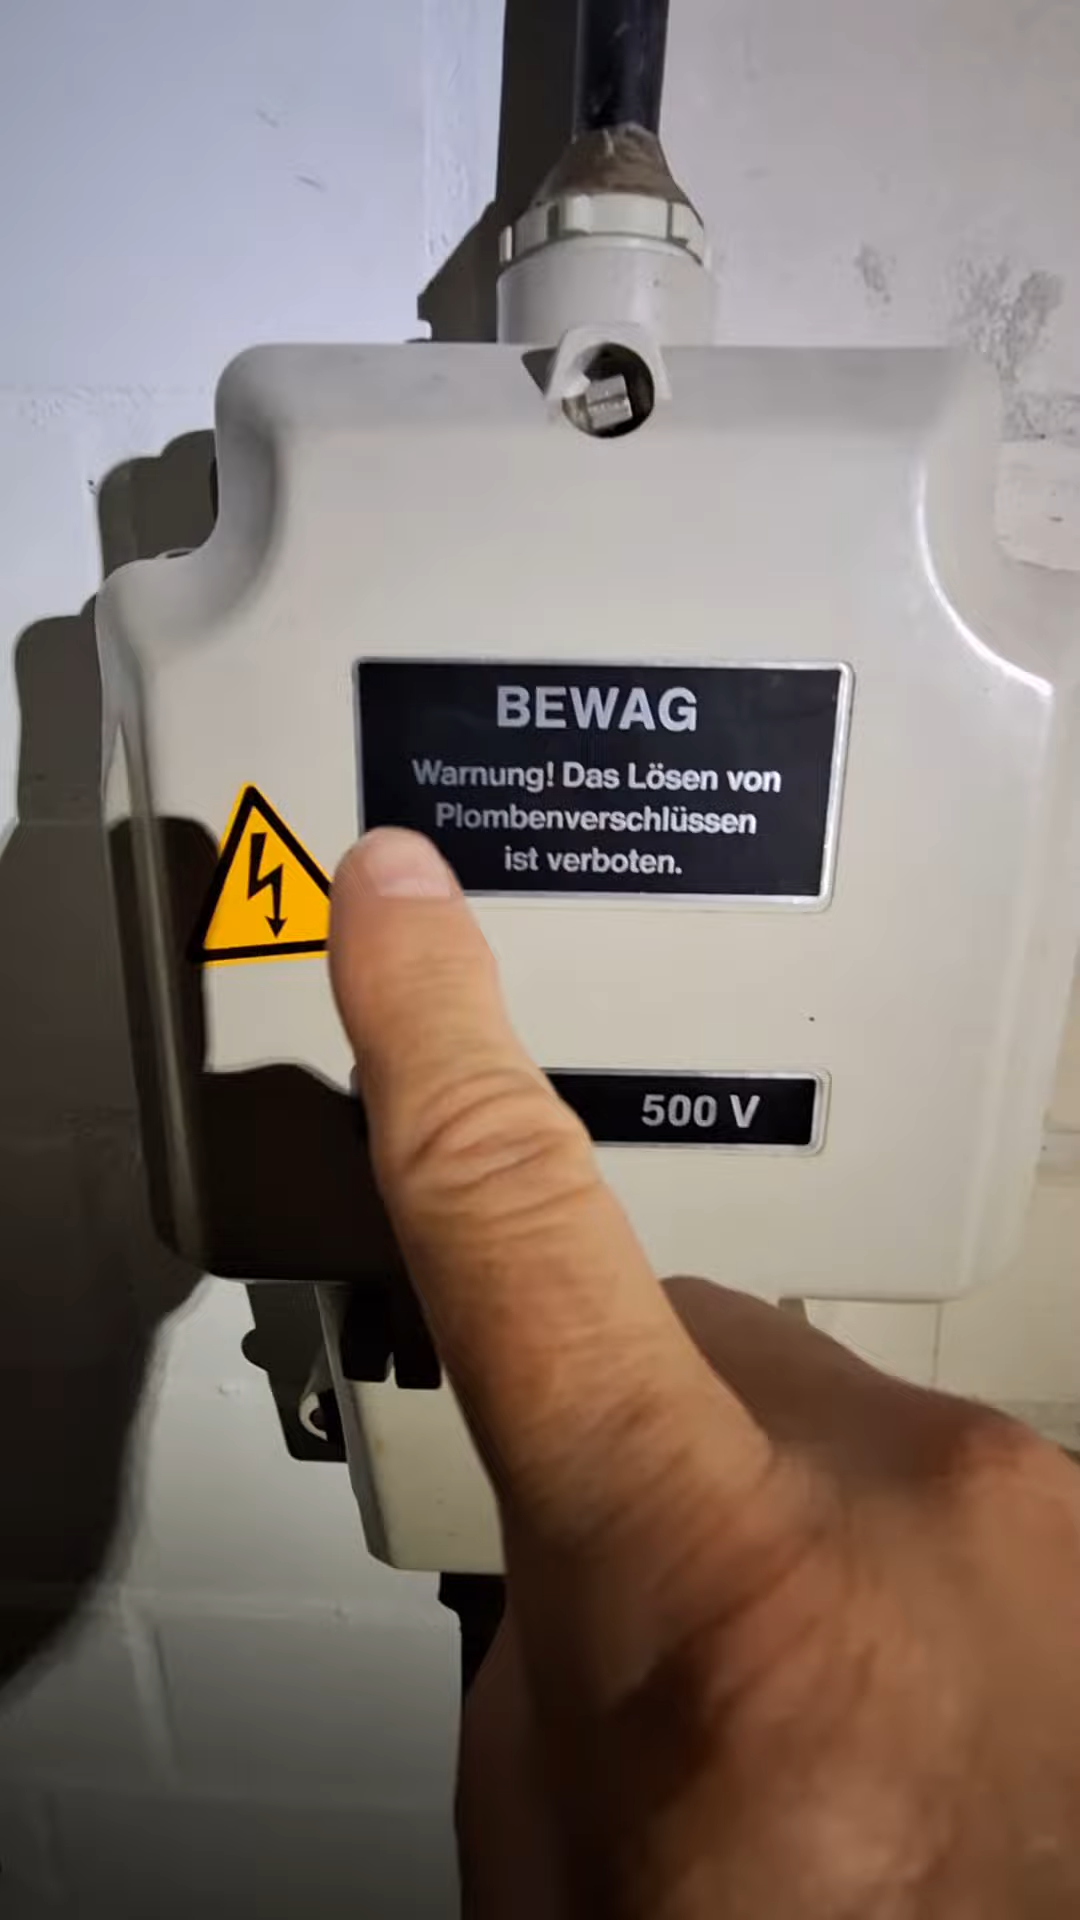 BEWAG
Warnung! Das Lösen von
Plombenverschlüssen
ist verboten.
500 V